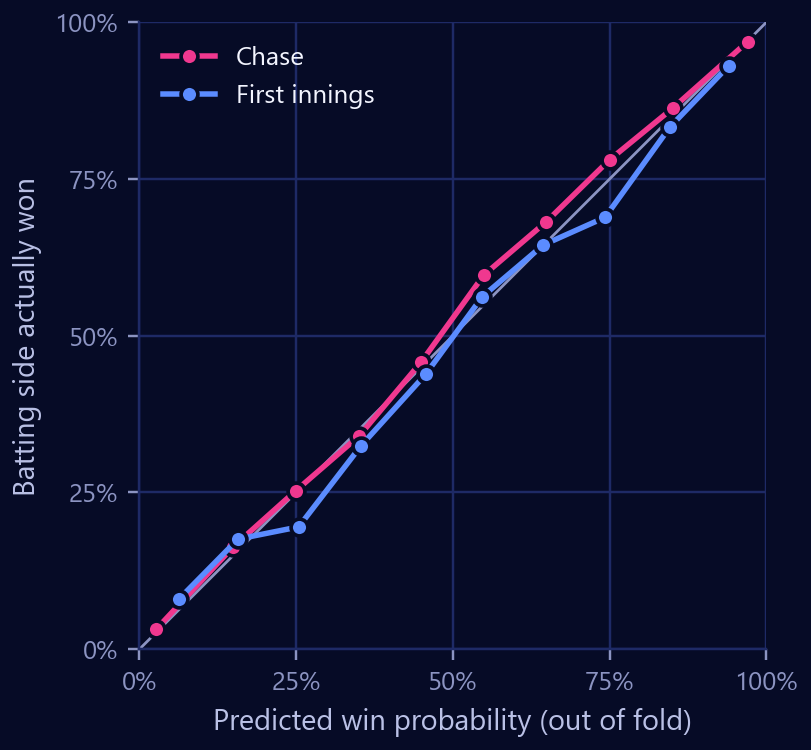 100%
Chase
First innings
75%
50%
25%
0%
Batting side actually won
0% 25% 50% 75% 100%
Predicted win probability (out of fold)